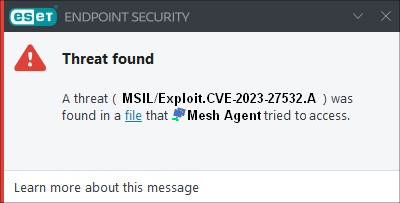 eseT ENDPOINT SECURITY
Threat found
A threat ( MSIL/Exploit.CVE-2023-27532.A ) was
found in a file that Mesh Agent tried to access.
Learn more about this message